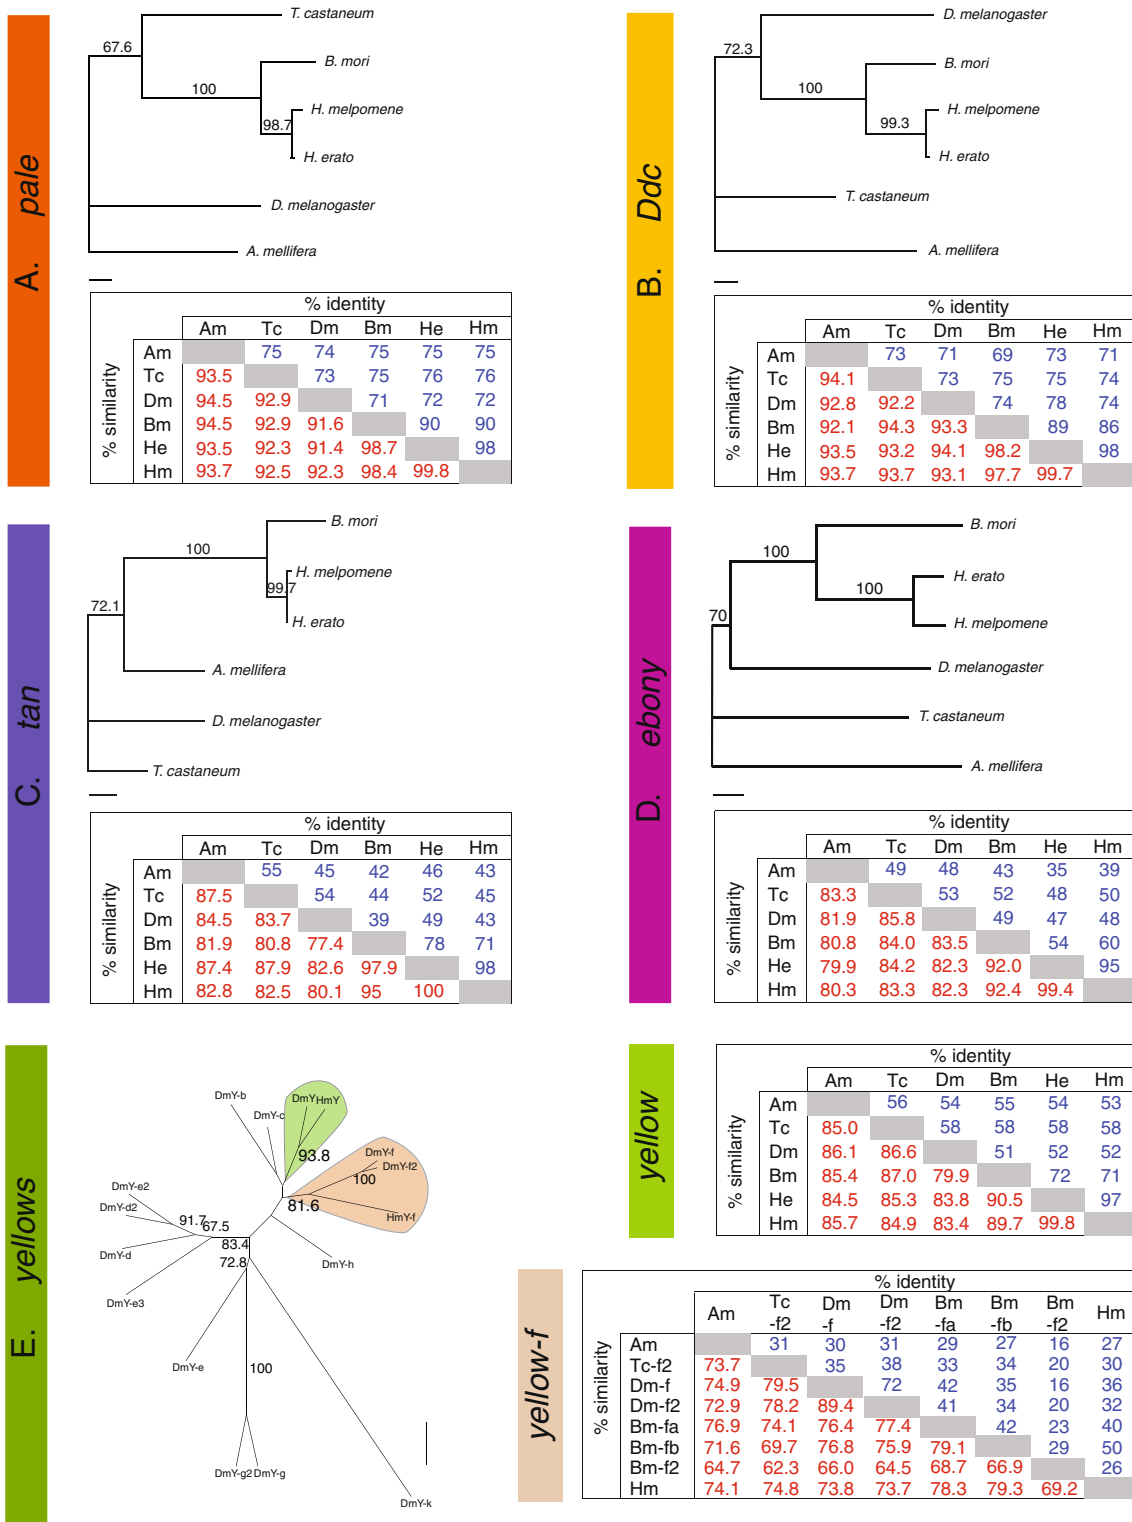 A. pale
T. castaneum
67.6
B. mori
100
H. melpomene
98.7
H. erato
D. melanogaster
A. mellifera
% identity
Am Tc Dm Bm He Hm
% similarity
Am 75 74 75 75 75
Tc 93.5 73 75 76 76
Dm 94.5 92.9 71 72 72
Bm 94.5 92.9 91.6 90 90
He 93.5 92.3 91.4 98.7 98
Hm 93.7 92.5 92.3 98.4 99.8
B. Ddc
D. melanogaster
72.3
B. mori
100
H. melpomene
99.3
H. erato
T. castaneum
A. mellifera
% identity
Am Tc Dm Bm He Hm
% similarity
Am 73 71 69 73 71
Tc 94.1 73 75 75 74
Dm 92.8 92.2 74 78 74
Bm 92.1 94.3 93.3 89 86
He 93.5 93.2 94.1 98.2 98
Hm 93.7 93.7 93.1 97.7 99.7
C. tan
B. mori
100
H. melpomene
99.7
72.1
H. erato
A. mellifera
D. melanogaster
T. castaneum
% identity
Am Tc Dm Bm He Hm
% similarity
Am 55 45 42 46 43
Tc 87.5 54 44 52 45
Dm 84.5 83.7 39 49 43
Bm 81.9 80.8 77.4 78 71
He 87.4 87.9 82.6 97.9 98
Hm 82.8 82.5 80.1 95 100
D. ebony
B. mori
100
H. erato
100
70
H. melpomene
D. melanogaster
T. castaneum
A. mellifera
% identity
Am Tc Dm Bm He Hm
% similarity
Am 49 48 43 35 39
Tc 83.3 53 52 48 50
Dm 81.9 85.8 49 47 48
Bm 80.8 84.0 83.5 54 60
He 79.9 84.2 82.3 92.0 95
Hm 80.3 83.3 82.3 92.4 99.4
E. yellows
DmY-b
DmY HmY
DmY-c
93.8
DmY-f
DmY-f2
100
DmY-e2
81.6
DmY-d2
HmY-f
91.7
67.5
83.4
DmY-d
72.8
DmY-h
DmY-e3
DmY-e
100
DmY-g2 DmY-g
DmY-k
yellow
% identity
Am Tc Dm Bm He Hm
% similarity
Am 56 54 55 54 53
Tc 85.0 58 58 58 58
Dm 86.1 86.6 51 52 52
Bm 85.4 87.0 79.9 72 71
He 84.5 85.3 83.8 90.5 97
Hm 85.7 84.9 83.4 89.7 99.8
yellow-f
% identity
Am Tc -f2 Dm -f Dm -f2 Bm -fa Bm -fb Bm -f2 Hm
% similarity
Am 31 30 31 29 27 16 27
Tc-f2 73.7 35 38 33 34 20 30
Dm-f 74.9 79.5 72 42 35 16 36
Dm-f2 72.9 78.2 89.4 41 34 20 32
Bm-fa 76.9 74.1 76.4 77.4 42 23 40
Bm-fb 71.6 69.7 76.8 75.9 79.1 29 50
Bm-f2 64.7 62.3 66.0 64.5 68.7 66.9 26
Hm 74.1 74.8 73.8 73.7 78.3 79.3 69.2